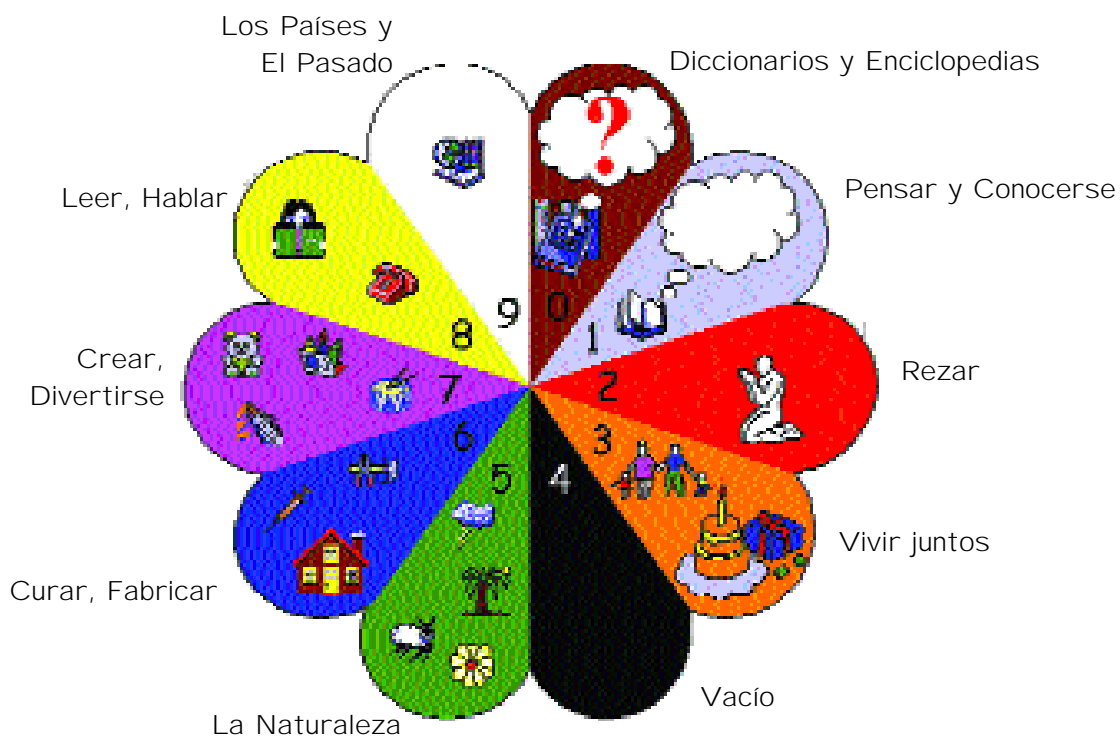 Los Países y
El Pasado
Diccionarios y Enciclopedias
?
Pensar y Conocerse
Leer, Hablar
9
0
8
1
Crear,
Divertirse
7
2
Rezar
6
3
5
4
Vivir juntos
Curar, Fabricar
La Naturaleza
Vacío